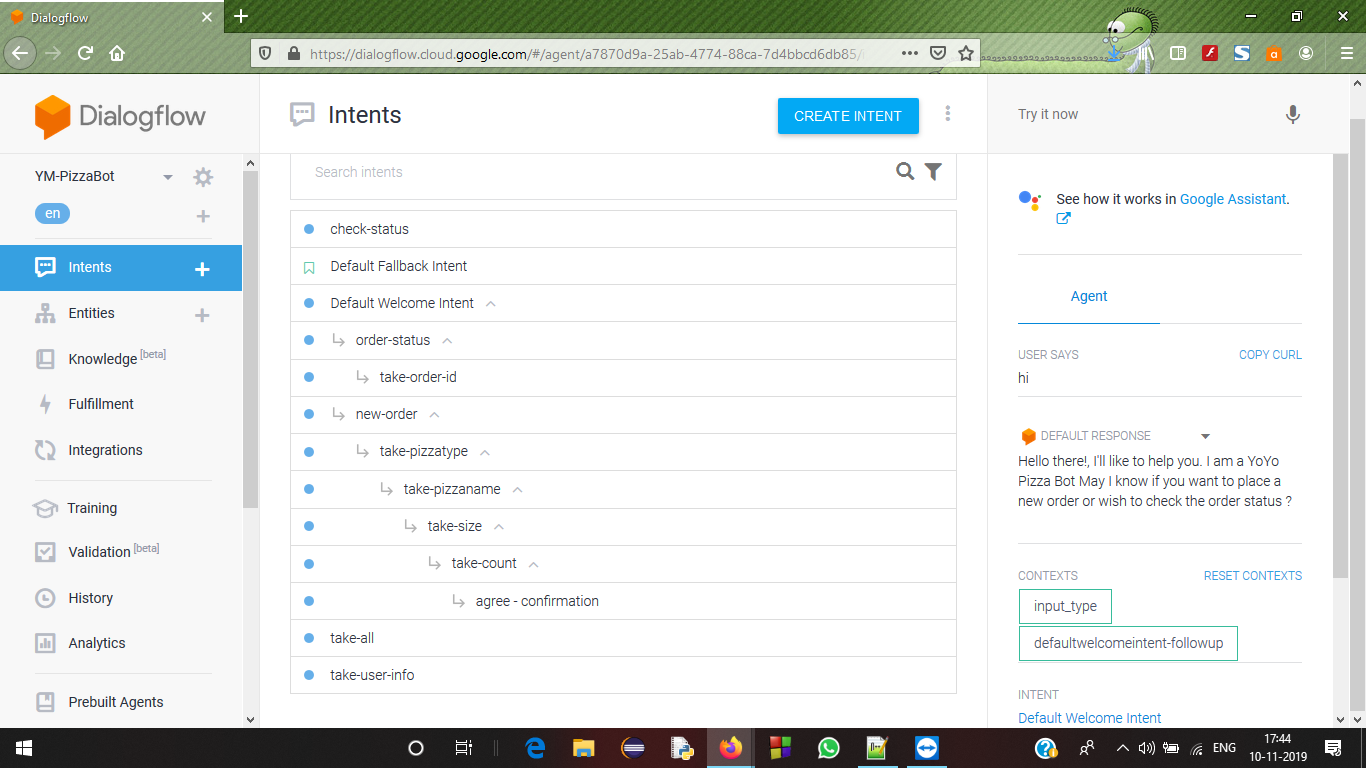 Dialogflow
https://dialogflow.cloud.google.com/#/agent/a7870d9a-25ab-4774-88ca-7d4bbcd6db85/
Dialogflow
Intents
CREATE INTENT
Try it now
YM-PizzaBot
en
Intents
Entities
Knowledge [beta]
Fulfillment
Integrations
Training
Validation [beta]
History
Analytics
Prebuilt Agents
Search intents
check-status
Default Fallback Intent
Default Welcome Intent
order-status
take-order-id
new-order
take-pizzatype
take-pizzaname
take-size
take-count
agree - confirmation
take-all
take-user-info
See how it works in Google Assistant.
Agent
USER SAYS COPY CURL
hi
DEFAULT RESPONSE
Hello there!, I'll like to help you. I am a YoYo
Pizza Bot May I know if you want to place a
new order or wish to check the order status ?
CONTEXTS RESET CONTEXTS
input_type
defaultwelcomeintent-followup
INTENT
Default Welcome Intent
ENG
17:44
10-11-2019